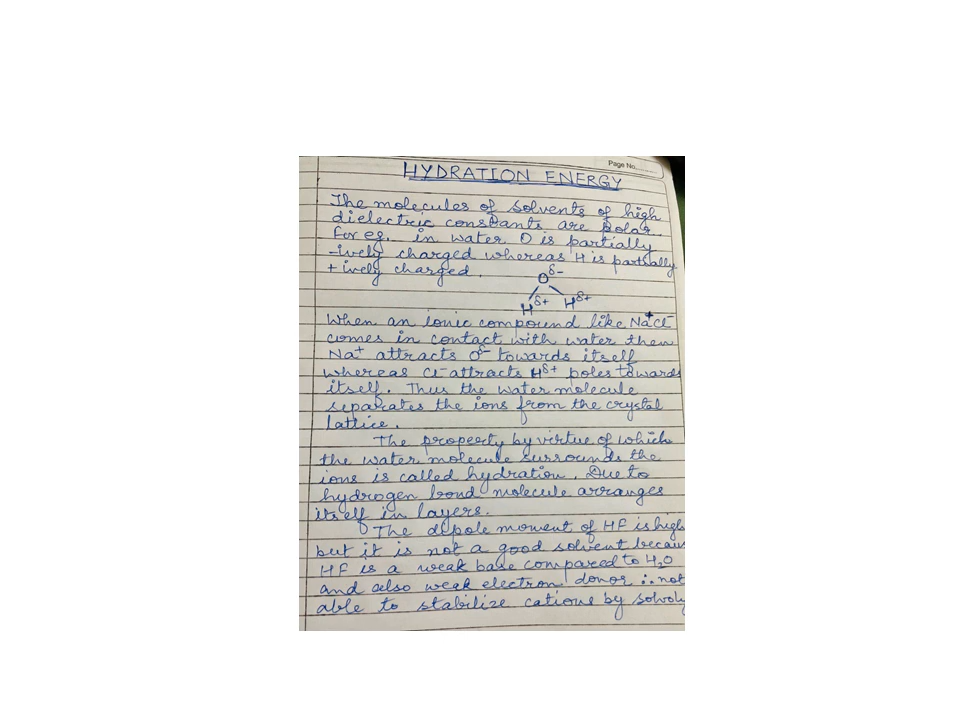 Page No.
HYDRATION ENERGY
The molecules of solvents of high
dielectric constants are polar.
For eg. in water O is partially
-ively charged whereas H is partially
+ively charged.
O δ-
H δ+ H δ+
When an Ionic compound like Na+Cl-
comes in contact with water then
Na+ attracts Oδ- towards itself
whereas Cl- attracts Hδ+ poles towards
itself. Thus the water molecule
separates the ions from the crystal
lattice.
The property by virtue of which
the water molecule surrounds the
ions is called hydration. Due to
hydrogen bond molecule arranges
itself in layers.
The dipole moment of HF is high
but it is not a good solvent becau
HF is a weak base compared to H2O
and also weak electron donor ∴ not
able to stabilize cations by solvoly